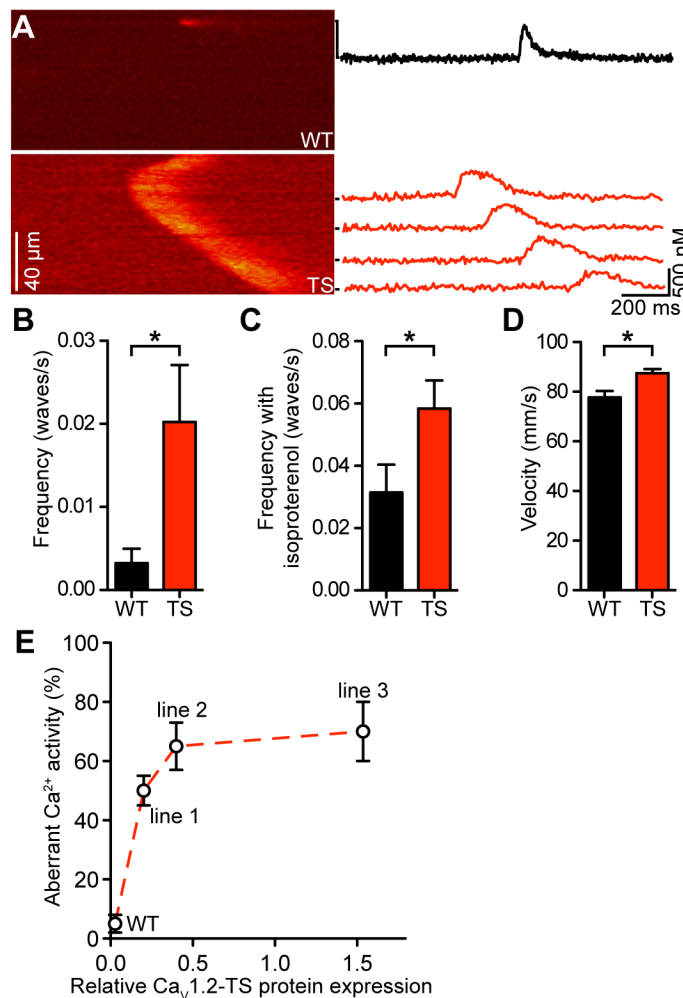 A
WT
40 µm
TS
500 nM
200 ms
B
Frequency (waves/s)
0.03
0.02
0.01
0.00
*
WT TS
C
Frequency with
isoproterenol (waves/s)
0.08
0.06
0.04
0.02
0.00
*
WT TS
D
Velocity (mm/s)
100
80
60
40
20
0
*
WT TS
E
Aberrant Ca²⁺ activity (%)
100
80
60
40
20
0
line 3
line 2
line 1
WT
0.0 0.5 1.0 1.5
Relative CaV1.2-TS protein expression